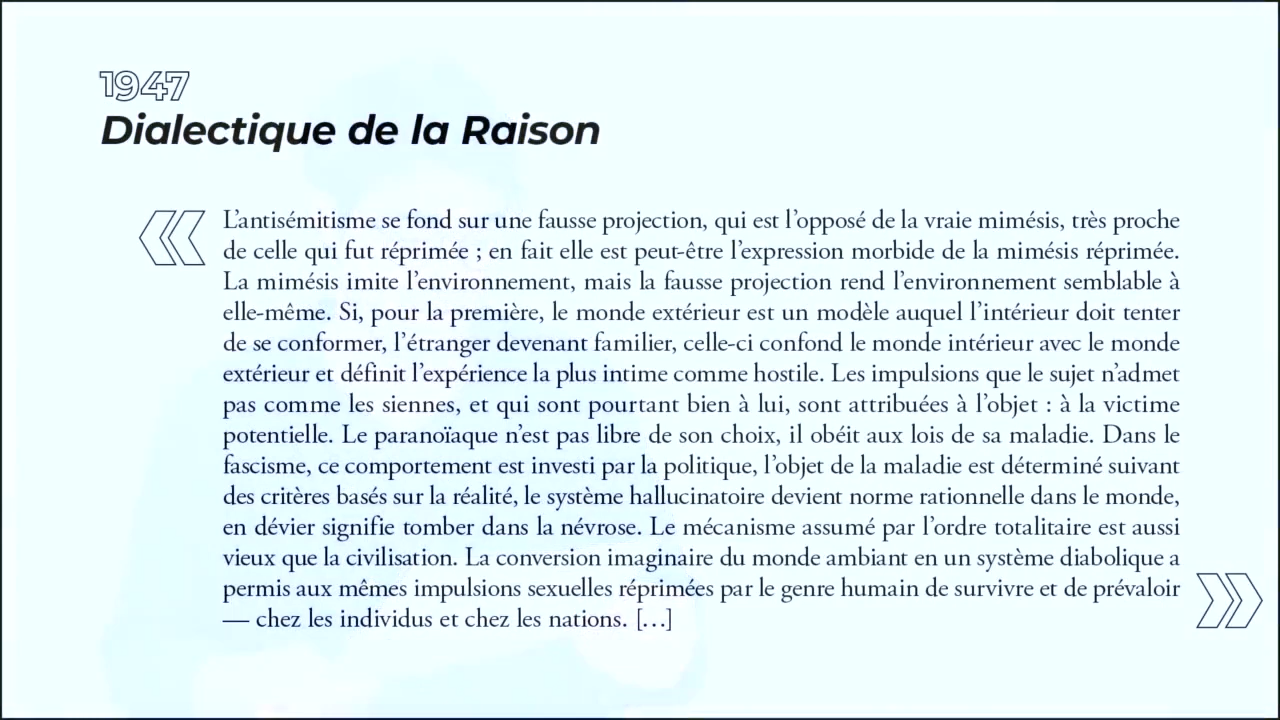 1947
Dialectique de la Raison
« L’antisémitisme se fond sur une fausse projection, qui est l’opposé de la vraie mimésis, très proche
de celle qui fut réprimée ; en fait elle est peut-être l’expression morbide de la mimésis réprimée.
La mimésis imite l’environnement, mais la fausse projection rend l’environnement semblable à
elle-même. Si, pour la première, le monde extérieur est un modèle auquel l’intérieur doit tenter
de se conformer, l’étranger devenant familier, celle-ci confond le monde intérieur avec le monde
extérieur et définit l’expérience la plus intime comme hostile. Les impulsions que le sujet n’admet
pas comme les siennes, et qui sont pourtant bien à lui, sont attribuées à l’objet : à la victime
potentielle. Le paranoïaque n’est pas libre de son choix, il obéit aux lois de sa maladie. Dans le
fascisme, ce comportement est investi par la politique, l’objet de la maladie est déterminé suivant
des critères basés sur la réalité, le système hallucinatoire devient norme rationnelle dans le monde,
en dévier signifie tomber dans la névrose. Le mécanisme assumé par l’ordre totalitaire est aussi
vieux que la civilisation. La conversion imaginaire du monde ambiant en un système diabolique a
permis aux mêmes impulsions sexuelles réprimées par le genre humain de survivre et de prévaloir
— chez les individus et chez les nations. […] »